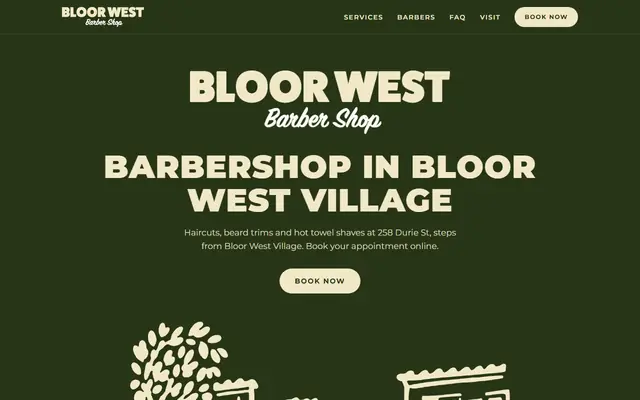 BLOOR WEST
Barber Shop
SERVICES BARBERS FAQ VISIT BOOK NOW
BLOOR WEST
Barber Shop
BARBERSHOP IN BLOOR
WEST VILLAGE
Haircuts, beard trims and hot towel shaves at 258 Durie St, steps
from Bloor West Village. Book your appointment online.
BOOK NOW